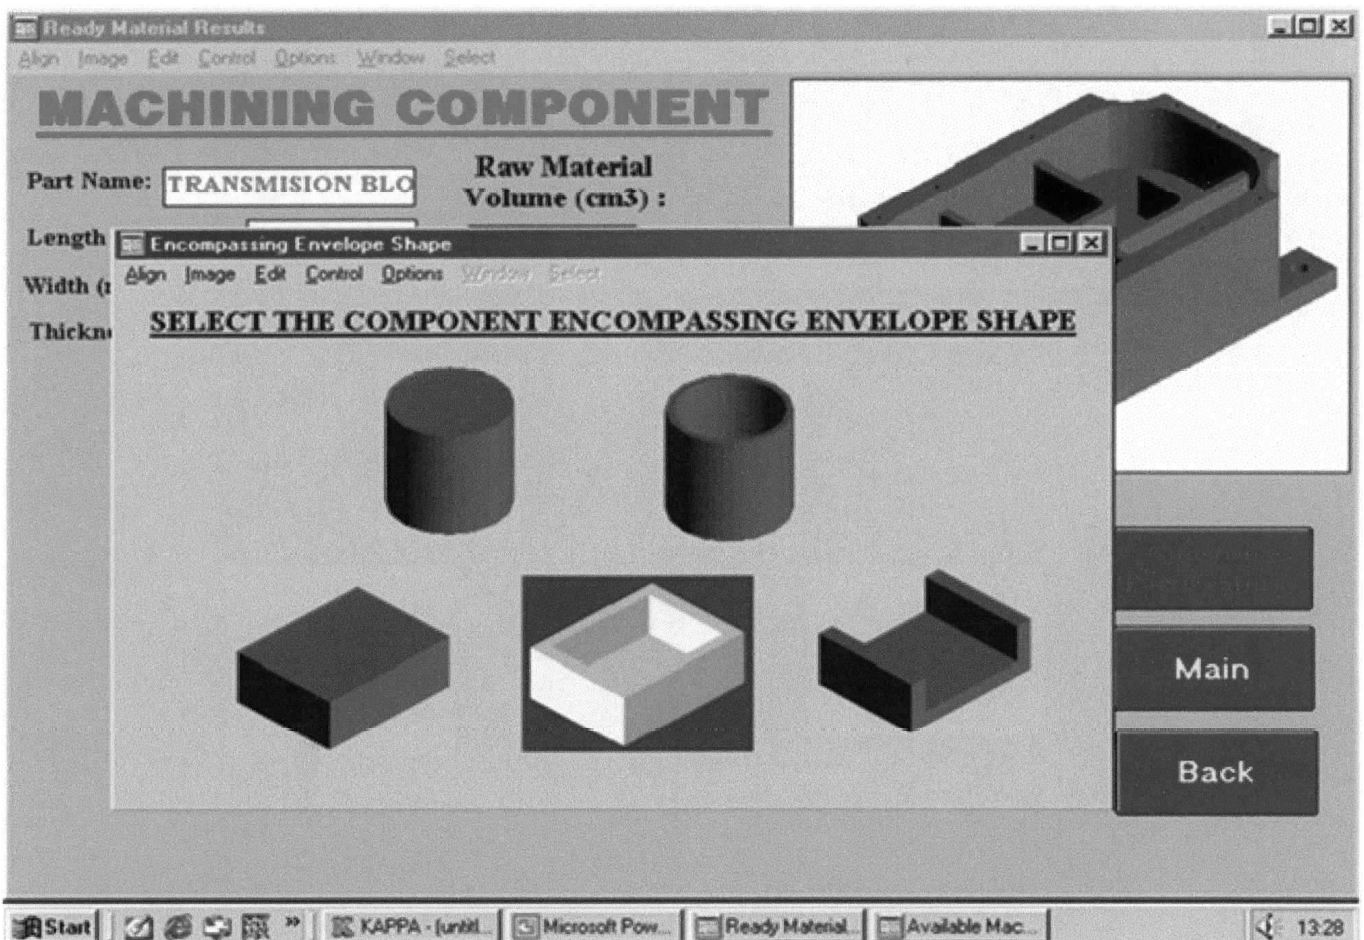 Ready Material Results
Align Image Edit Control Options Window Select
MACHINING COMPONENT
Part Name: TRANSMISION BLO
Raw Material
Volume (cm3) :
Length
Width (
Thickn
Encompassing Envelope Shape
Align Image Edit Control Options Window Select
SELECT THE COMPONENT ENCOMPASSING ENVELOPE SHAPE
Main
Back
Start » KAPPA - (untitl... Microsoft Pow... Ready Material... Available Mac... 13:28